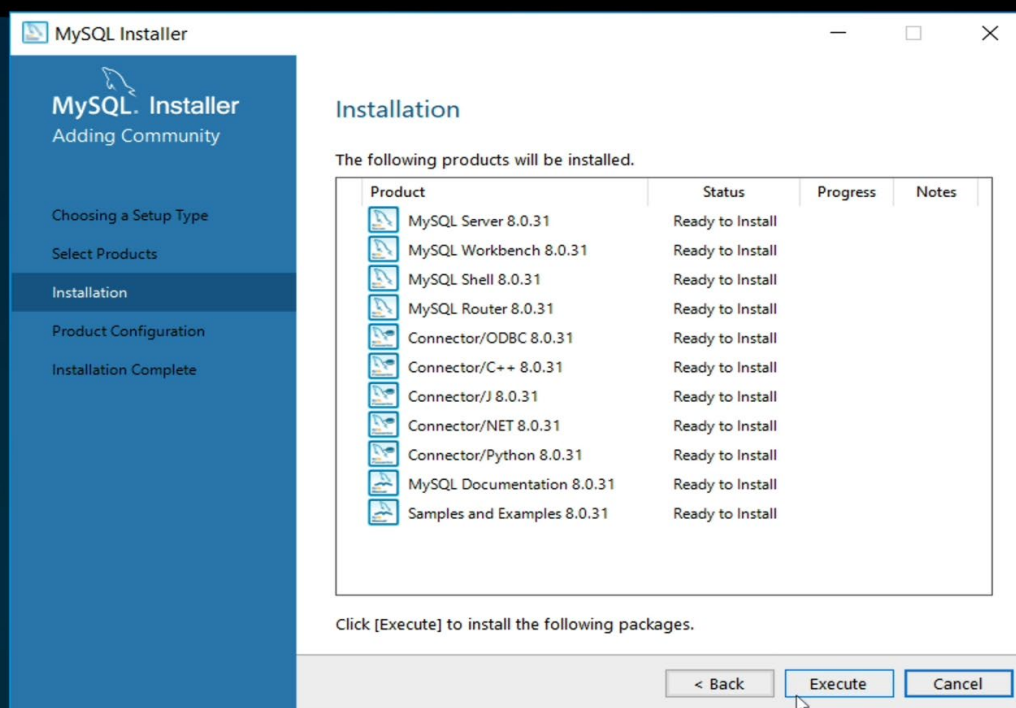 MySQL Installer
MySQL. Installer
Adding Community
Choosing a Setup Type
Select Products
Installation
Product Configuration
Installation Complete
Installation
The following products will be installed.
Product Status Progress Notes
MySQL Server 8.0.31 Ready to Install
MySQL Workbench 8.0.31 Ready to Install
MySQL Shell 8.0.31 Ready to Install
MySQL Router 8.0.31 Ready to Install
Connector/ODBC 8.0.31 Ready to Install
Connector/C++ 8.0.31 Ready to Install
Connector/J 8.0.31 Ready to Install
Connector/NET 8.0.31 Ready to Install
Connector/Python 8.0.31 Ready to Install
MySQL Documentation 8.0.31 Ready to Install
Samples and Examples 8.0.31 Ready to Install
Click [Execute] to install the following packages.
< Back Execute Cancel